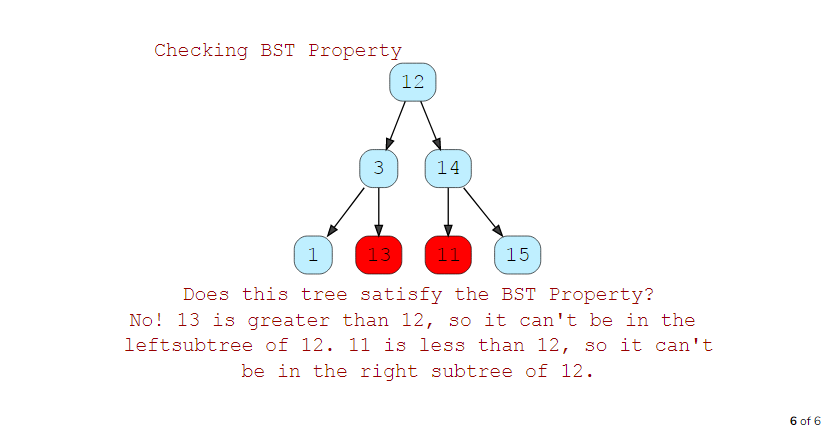 Checking BST Property
12
3 14
1 13 11 15
Does this tree satisfy the BST Property?
No! 13 is greater than 12, so it can't be in the
leftsubtree of 12. 11 is less than 12, so it can't
be in the right subtree of 12.
6 of 6